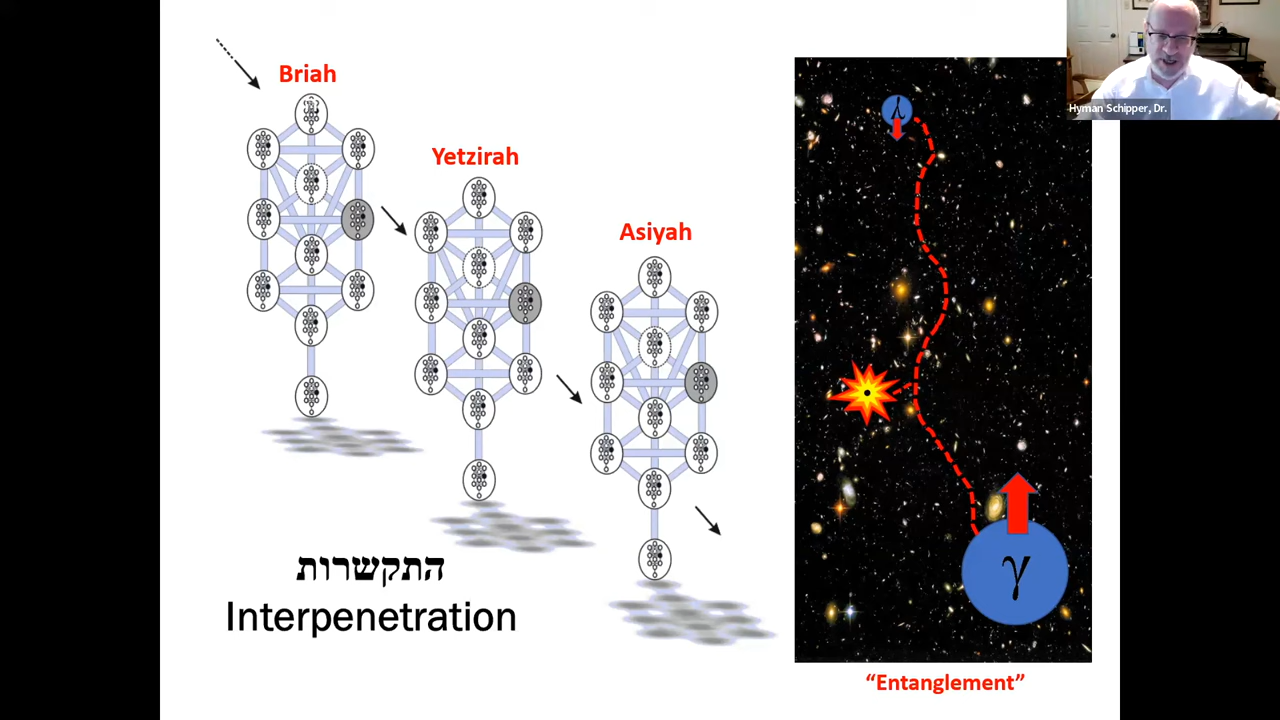 Briah
Yetzirah
Asiyah
התקשרות
Interpenetration
γ
γ
“Entanglement”
Hyman Schipper, Dr.